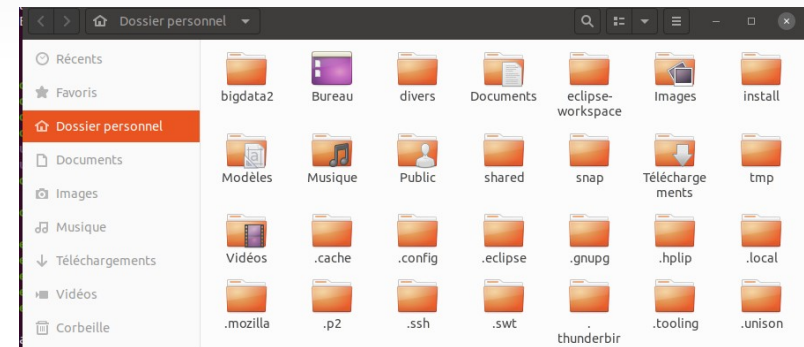 Dossier personnel
Récents
Favoris
Dossier personnel
Documents
Images
Musique
Téléchargements
Vidéos
Corbeille
bigdata2 Bureau divers Documents eclipse- Images install
workspace
Modèles Musique Public shared snap Télécharge tmp
ments
Vidéos .cache .config .eclipse .gnupg .hplip .local
.mozilla .p2 .ssh .swt . .tooling .unison
thunderbir